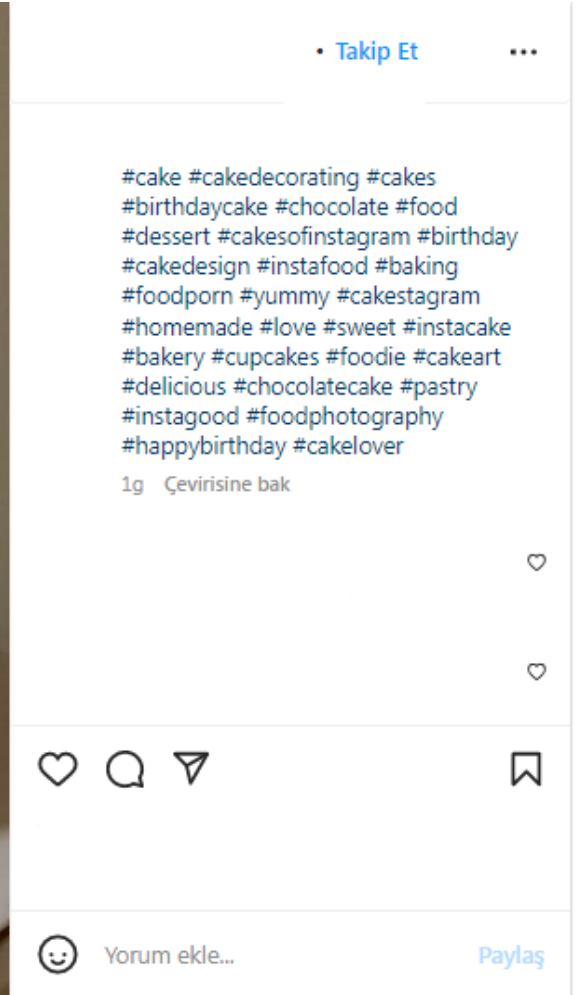 • Takip Et
#cake #cakedecorating #cakes
#birthdaycake #chocolate #food
#dessert #cakesofinstagram #birthday
#cakedesign #instafood #baking
#foodporn #yummy #cakestagram
#homemade #love #sweet #instacake
#bakery #cupcakes #foodie #cakeart
#delicious #chocolatecake #pastry
#instagood #foodphotography
#happybirthday #cakelover
1g Çevirisine bak
Yorum ekle... Paylaş